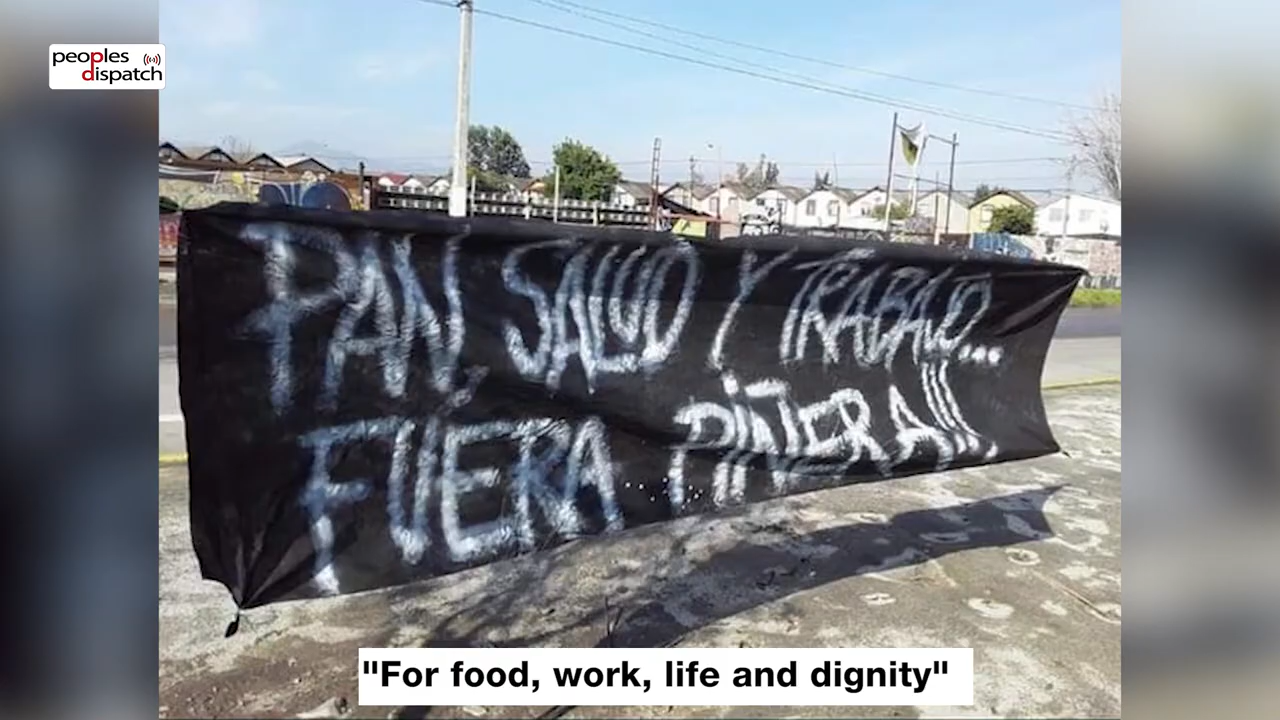 peoples
dispatch
PAN, SALUD Y TRABAJO...
FUERA PIÑERA!!!
"For food, work, life and dignity"